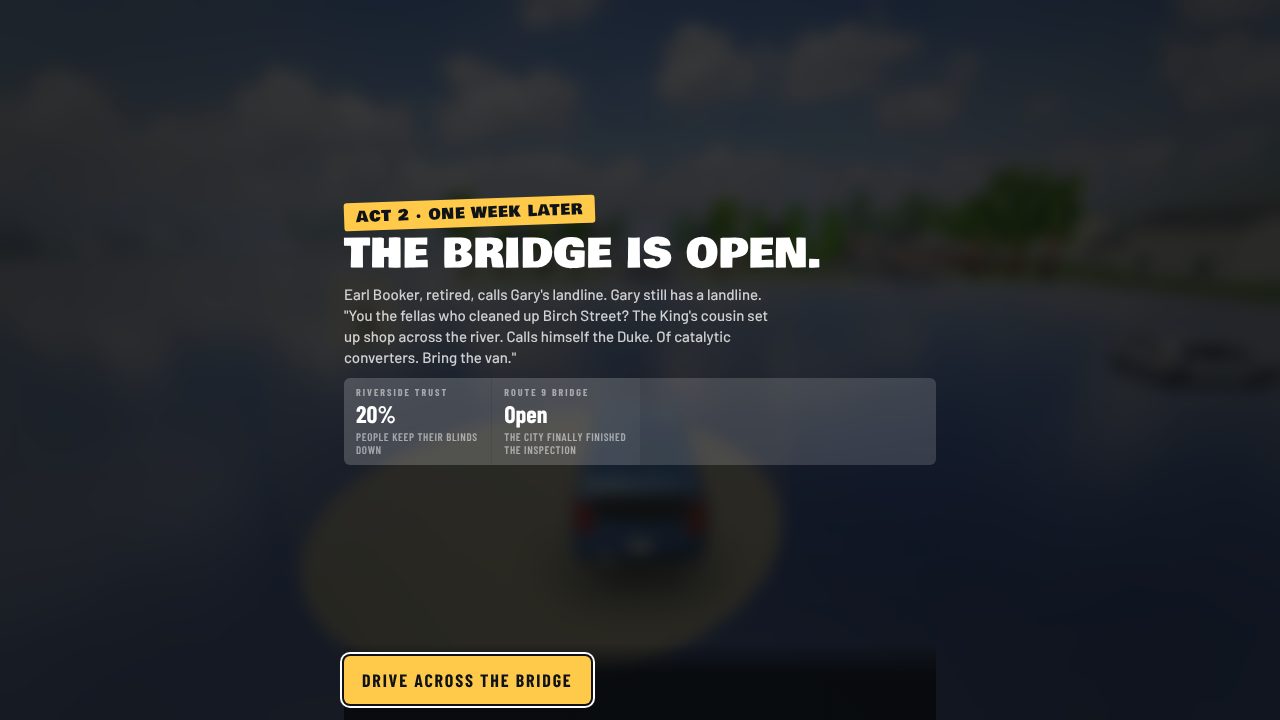 ACT 2 · ONE WEEK LATER
THE BRIDGE IS OPEN.
Earl Booker, retired, calls Gary's landline. Gary still has a landline.
"You the fellas who cleaned up Birch Street? The King's cousin set
up shop across the river. Calls himself the Duke. Of catalytic
converters. Bring the van."
RIVERSIDE TRUST
20%
PEOPLE KEEP THEIR BLINDS
DOWN
ROUTE 9 BRIDGE
Open
THE CITY FINALLY FINISHED
THE INSPECTION
DRIVE ACROSS THE BRIDGE